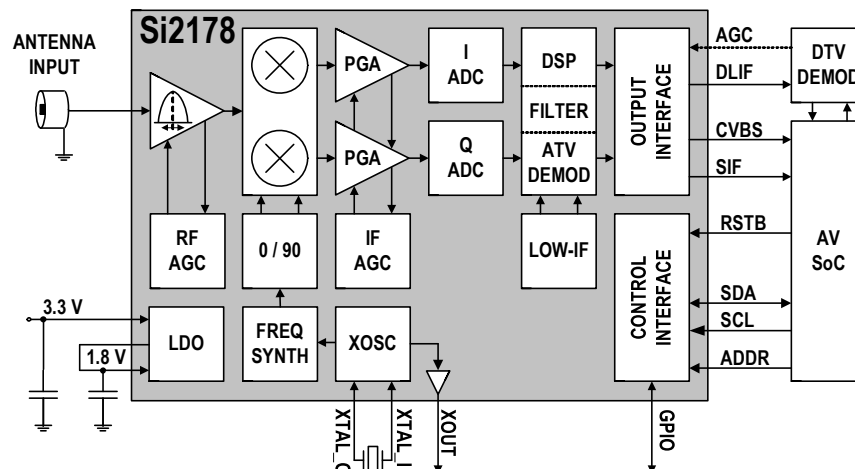 Si2178
ANTENNA
INPUT
PGA
PGA
I
ADC
Q
ADC
DSP
FILTER
ATV
DEMOD
OUTPUT
INTERFACE
AGC
DLIF
CVBS
SIF
DTV
DEMOD
RF
AGC
0 / 90
IF
AGC
LOW-IF
CONTROL
INTERFACE
RSTB
SDA
SCL
ADDR
AV
SoC
3.3 V
1.8 V
LDO
FREQ
SYNTH
XOSC
XTAL_I
XOUT
GPIO